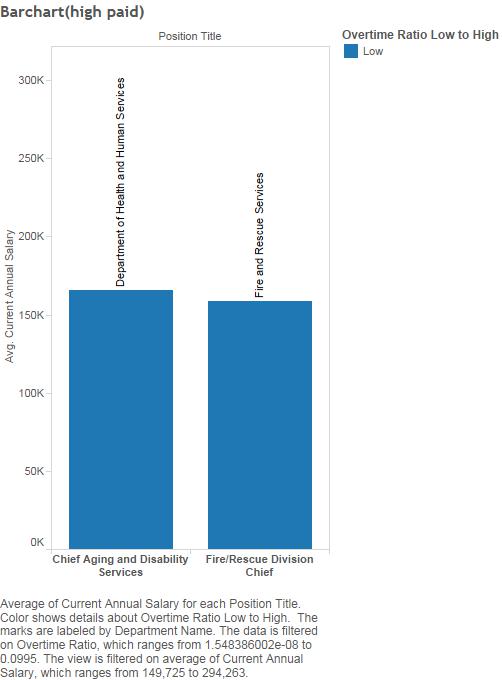 Barchart(high paid)
Position Title
Overtime Ratio Low to High
Low
300K
250K
200K
150K
100K
50K
0K
Avg. Current Annual Salary
Department of Health and Human Services
Fire and Rescue Services
Chief Aging and Disability
Services
Fire/Rescue Division
Chief
Average of Current Annual Salary for each Position Title.
Color shows details about Overtime Ratio Low to High.  The
marks are labeled by Department Name. The data is filtered
on Overtime Ratio, which ranges from 1.548386002e-08 to
0.0995. The view is filtered on average of Current Annual
Salary, which ranges from 149,725 to 294,263.